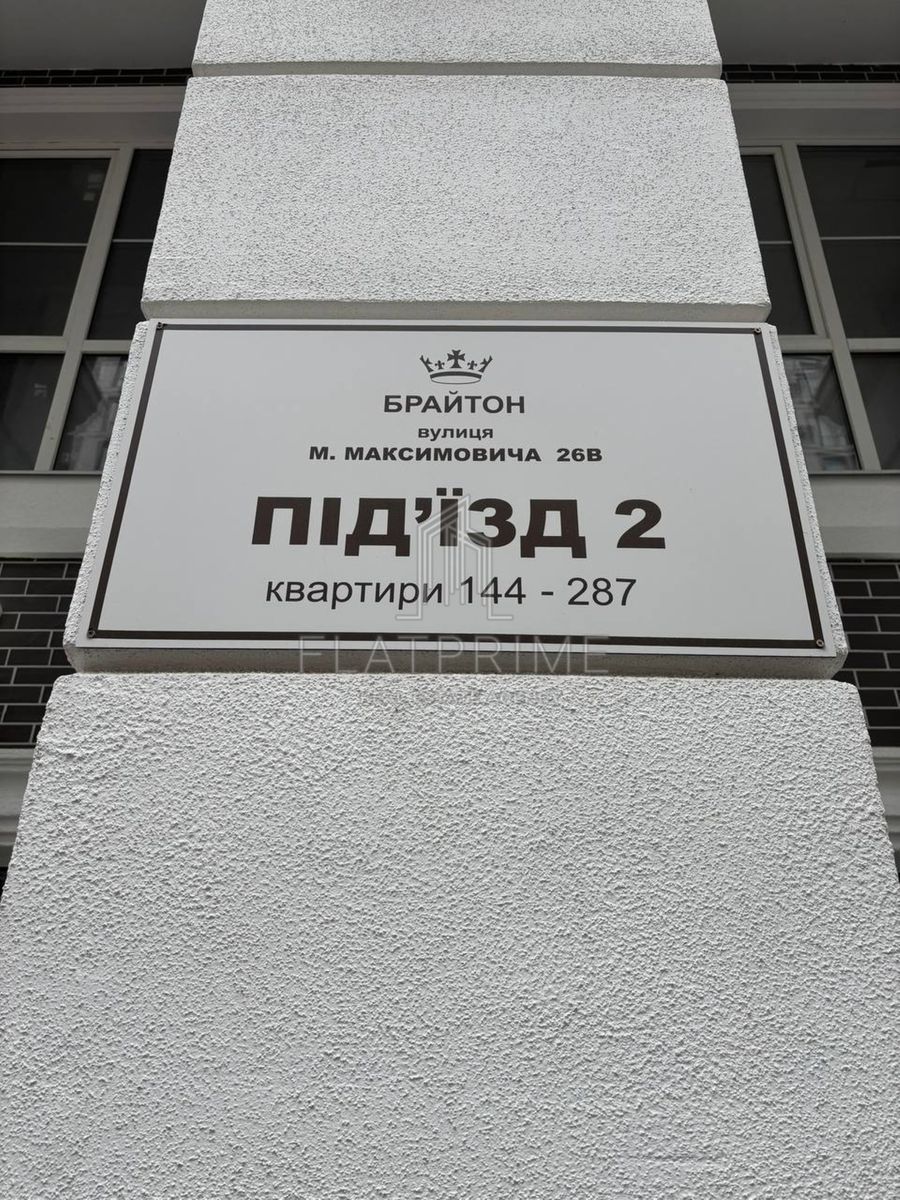 БРАЙТОН
вулиця
М. МАКСИМОВИЧА 26В
ПІД’ЇЗД 2
квартири 144 - 287
FLATPRIME